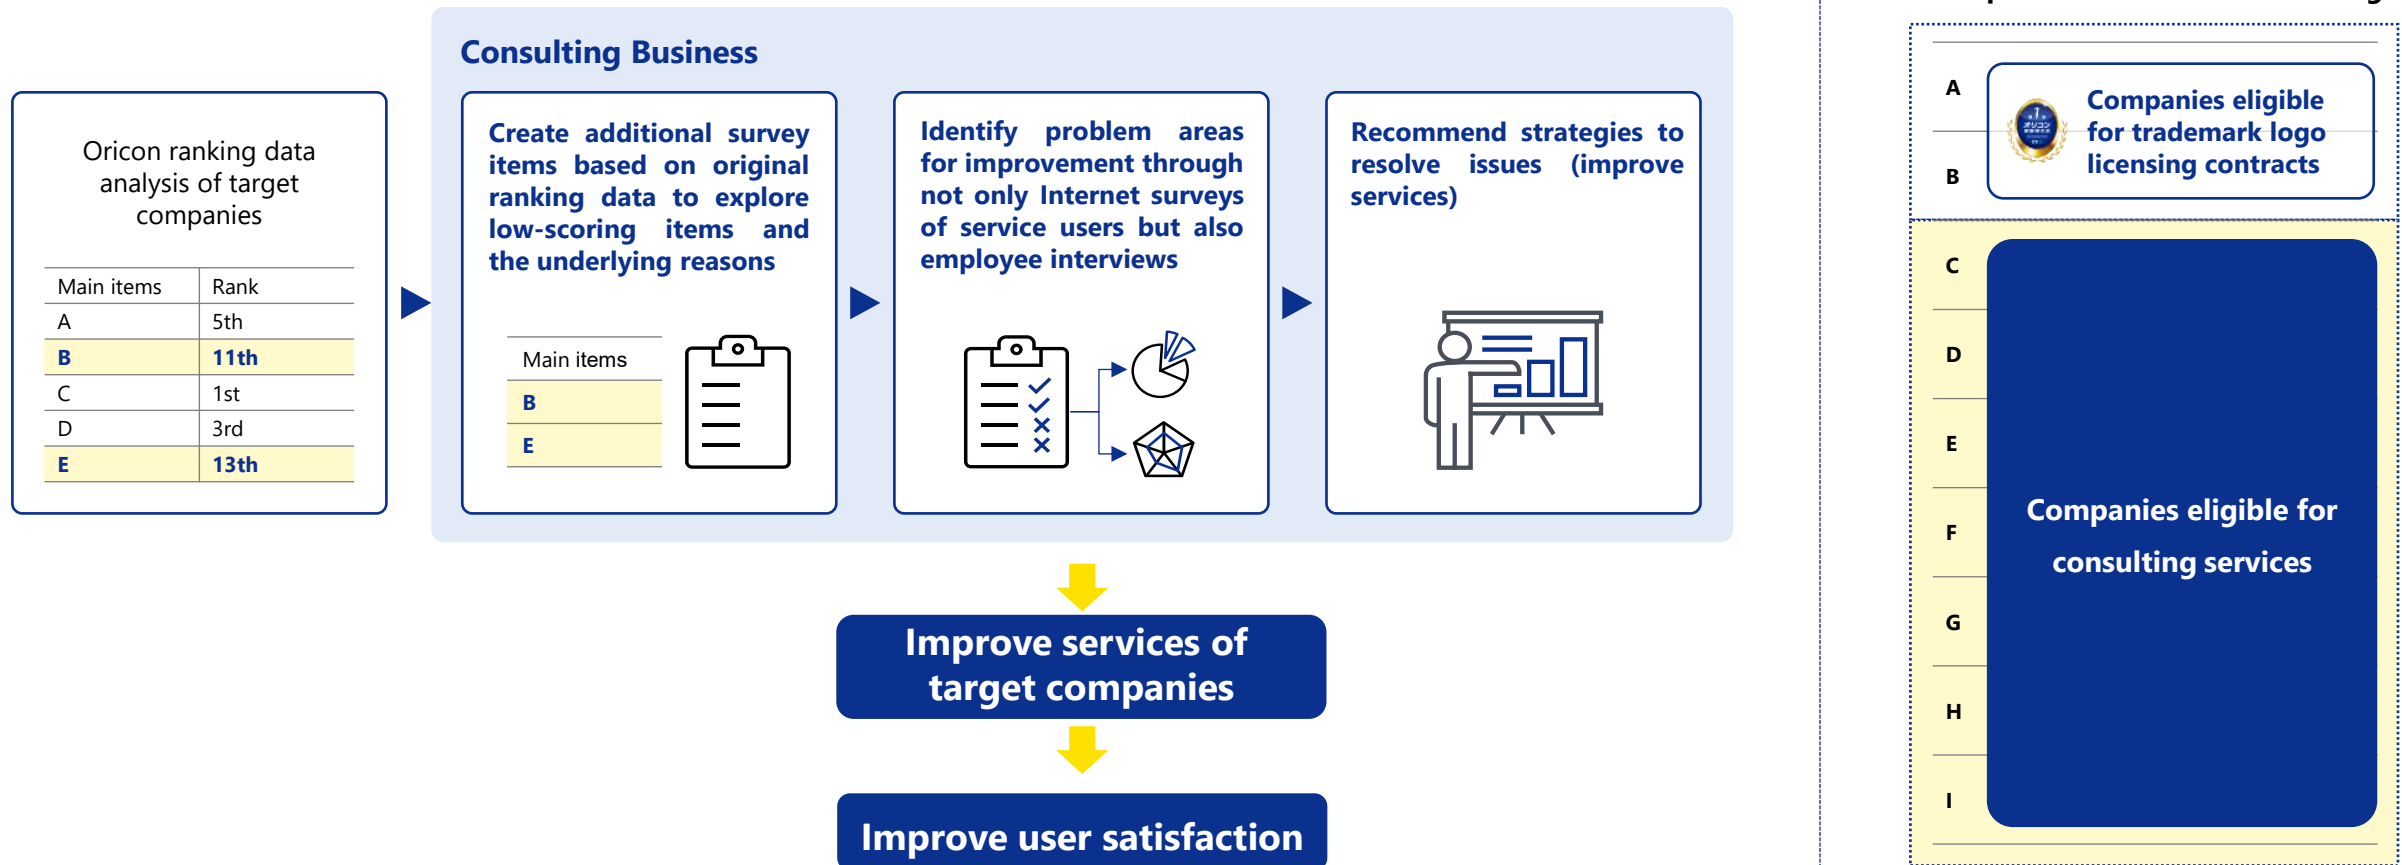 Consulting Business
Oricon ranking data
analysis of target
companies
Main items Rank
A 5th
B 11th
C 1st
D 3rd
E 13th
Create additional survey
items based on original
ranking data to explore
low-scoring items and
the underlying reasons
Main items
B
E
Identify problem areas
for improvement through
not only Internet surveys
of service users but also
employee interviews
Recommend strategies to
resolve issues (improve
services)
Improve services of
target companies
Improve user satisfaction
A
B
オリコン
Companies eligible
for trademark logo
licensing contracts
C
D
E
F
G
H
I
Companies eligible for
consulting services